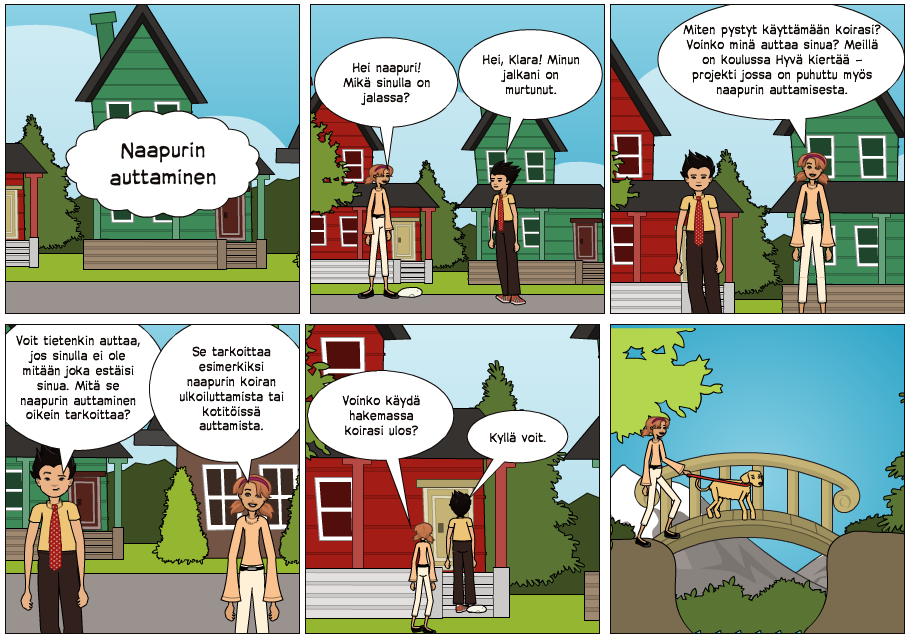 Naapurin
auttaminen
Hei naapuri!
Mikä sinulla on
jalassa?
Hei, Klara! Minun
jalkani on
murtunut.
Miten pystyt käyttämään koirasi?
Voinko minä auttaa sinua? Meillä
on koulussa Hyvä kiertää –
projekti jossa on puhuttu myös
naapurin auttamisesta.
Voit tietenkin auttaa,
jos sinulla ei ole
mitään joka estäisi
sinua. Mitä se
naapurin auttaminen
oikein tarkoittaa?
Se tarkoittaa
esimerkiksi
naapurin koiran
ulkoiluttamista tai
kotitöissä
auttamista.
Voinko käydä
hakemassa
koirasi ulos?
Kyllä voit.